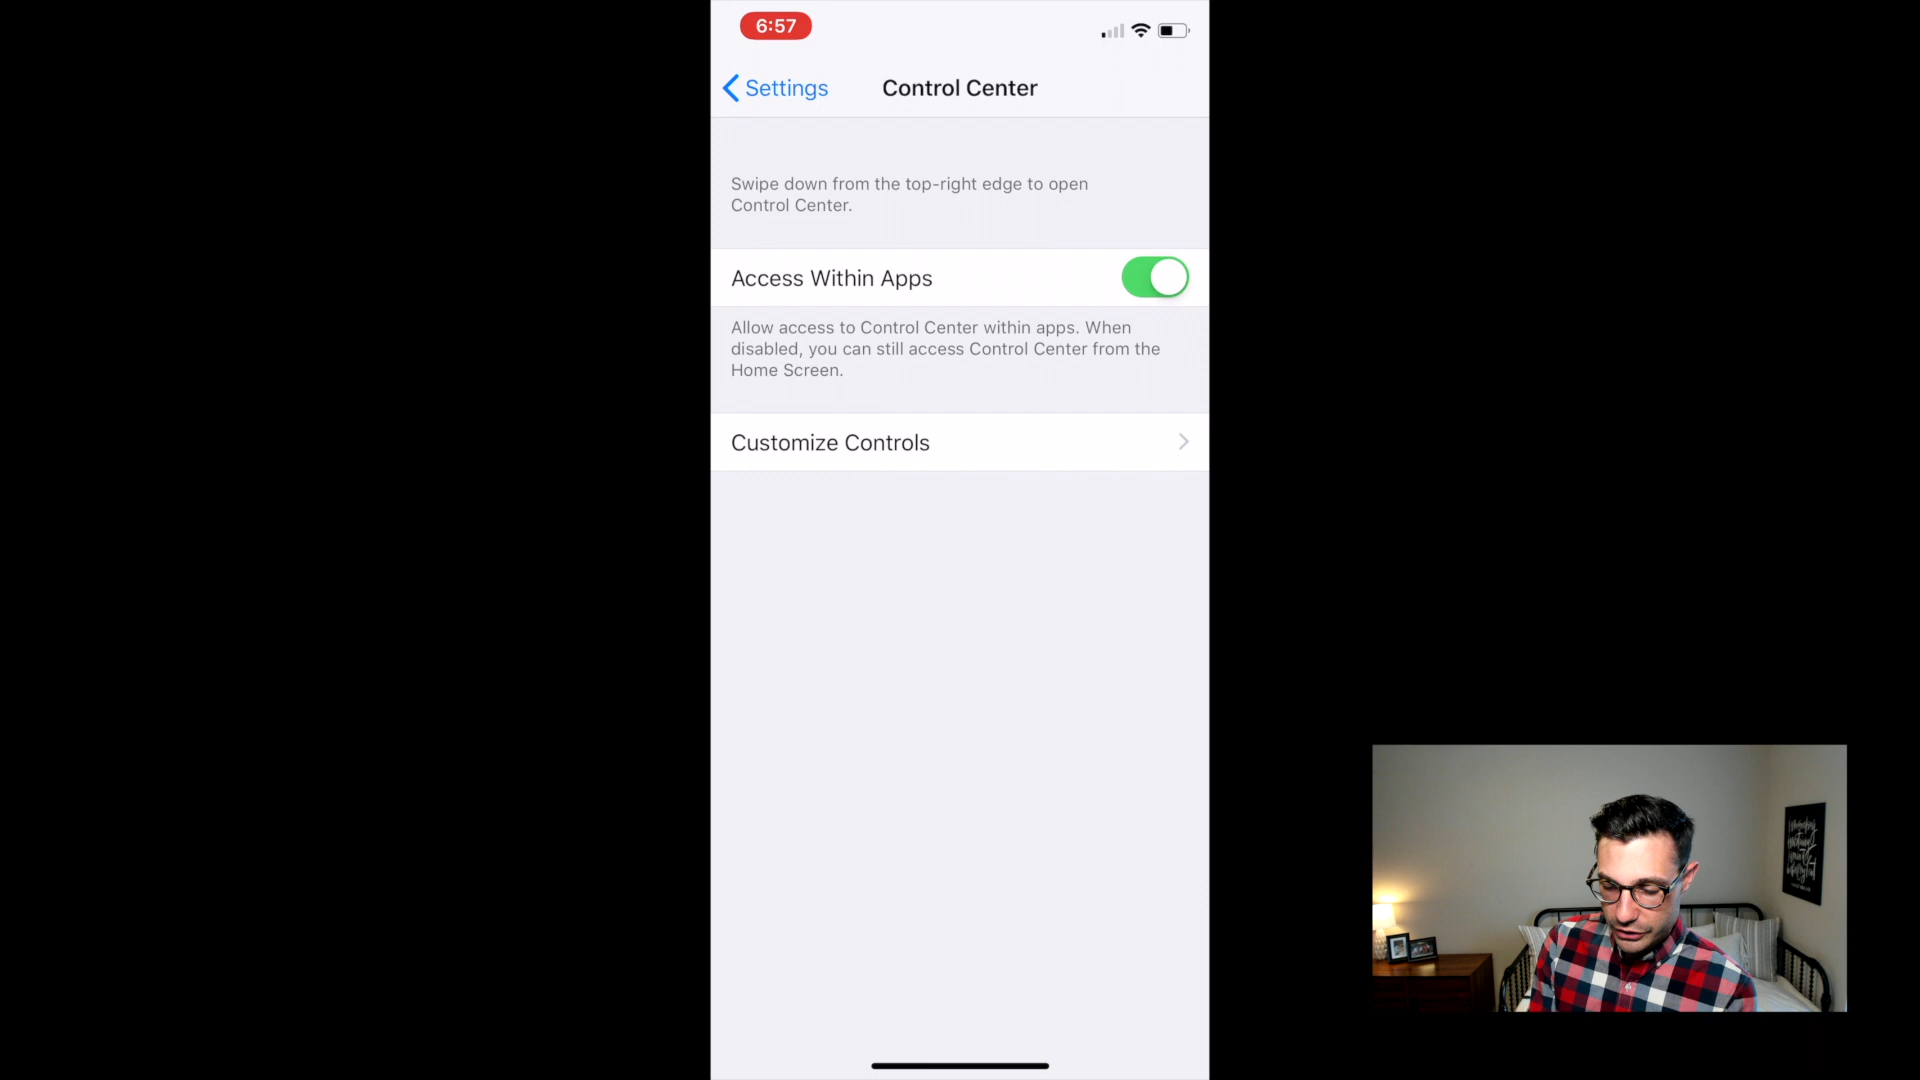 6:57
Settings
Control Center
Swipe down from the top-right edge to open
Control Center.
Access Within Apps
Allow access to Control Center within apps. When
disabled, you can still access Control Center from the
Home Screen.
Customize Controls